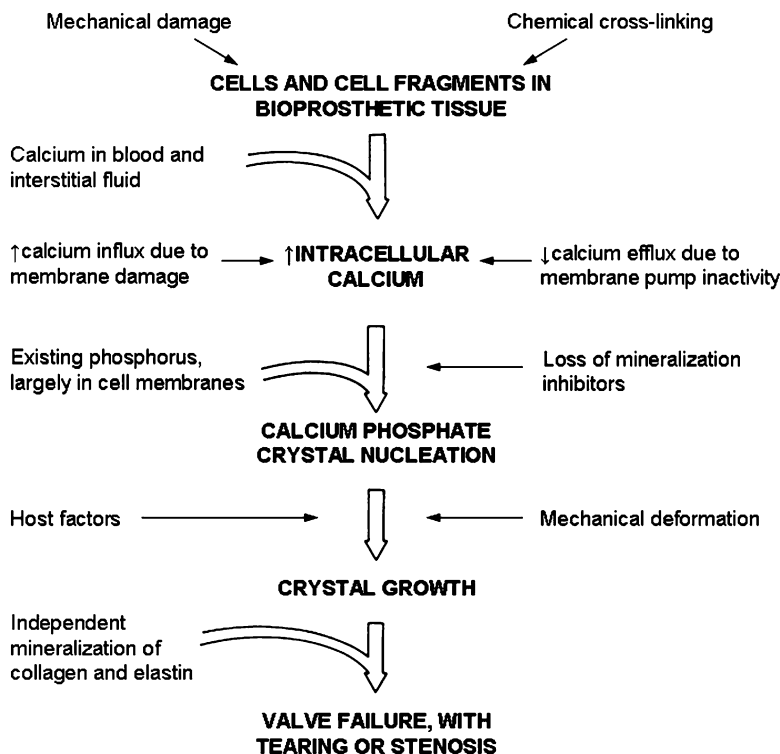 Mechanical damage
Chemical cross-linking
CELLS AND CELL FRAGMENTS IN
BIOPROSTHETIC TISSUE
Calcium in blood and
interstitial fluid
↑calcium influx due to
membrane damage
↑INTRACELLULAR
CALCIUM
↓calcium efflux due to
membrane pump inactivity
Existing phosphorus,
largely in cell membranes
Loss of mineralization
inhibitors
CALCIUM PHOSPHATE
CRYSTAL NUCLEATION
Host factors
Mechanical deformation
CRYSTAL GROWTH
Independent
mineralization of
collagen and elastin
VALVE FAILURE, WITH
TEARING OR STENOSIS